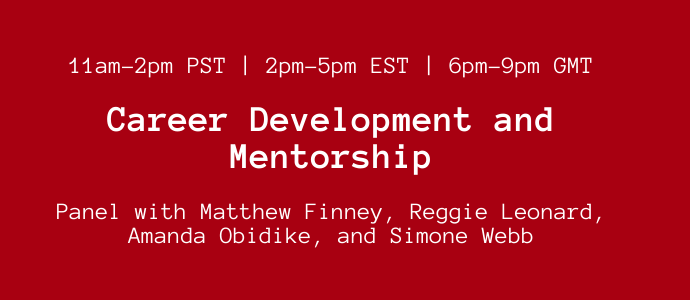 11am-2pm PST | 2pm-5pm EST | 6pm-9pm GMT
Career Development and
Mentorship
Panel with Matthew Finney, Reggie Leonard,
Amanda Obidike, and Simone Webb